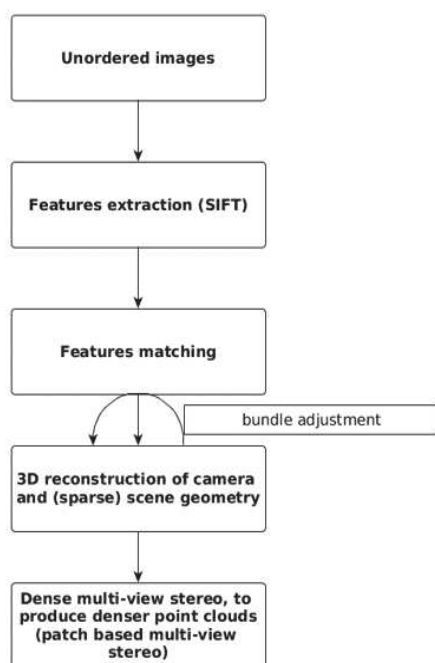 Unordered images
Features extraction (SIFT)
Features matching
bundle adjustment
3D reconstruction of camera
and (sparse) scene geometry
Dense multi-view stereo, to
produce denser point clouds
(patch based multi-view
stereo)